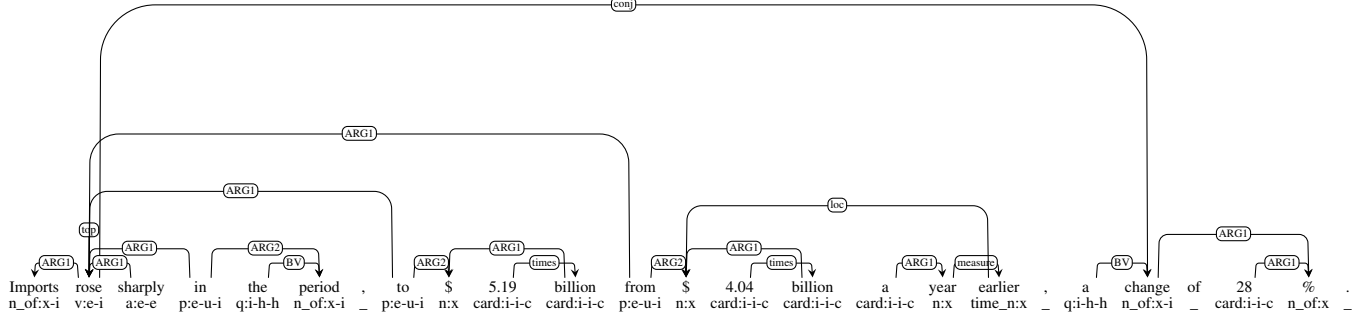 conj
ARG1
ARG1
loc
top
ARG1
ARG1 ARG2 ARG1 ARG1
ARG1 ARG1 BV ARG2 times ARG2 times ARG1 measure BV ARG1
Imports rose sharply in the period , to $ 5.19 billion from $ 4.04 billion a year earlier , a change of 28 % .
n_of:x-i v:e-i a:e-e p:e-u-i q:i-h-h n_of:x-i _ p:e-u-i n:x card:i-i-c card:i-i-c p:e-u-i n:x card:i-i-c card:i-i-c card:i-i-c n:x time_n:x _ q:i-h-h n_of:x-i _ card:i-i-c n_of:x _